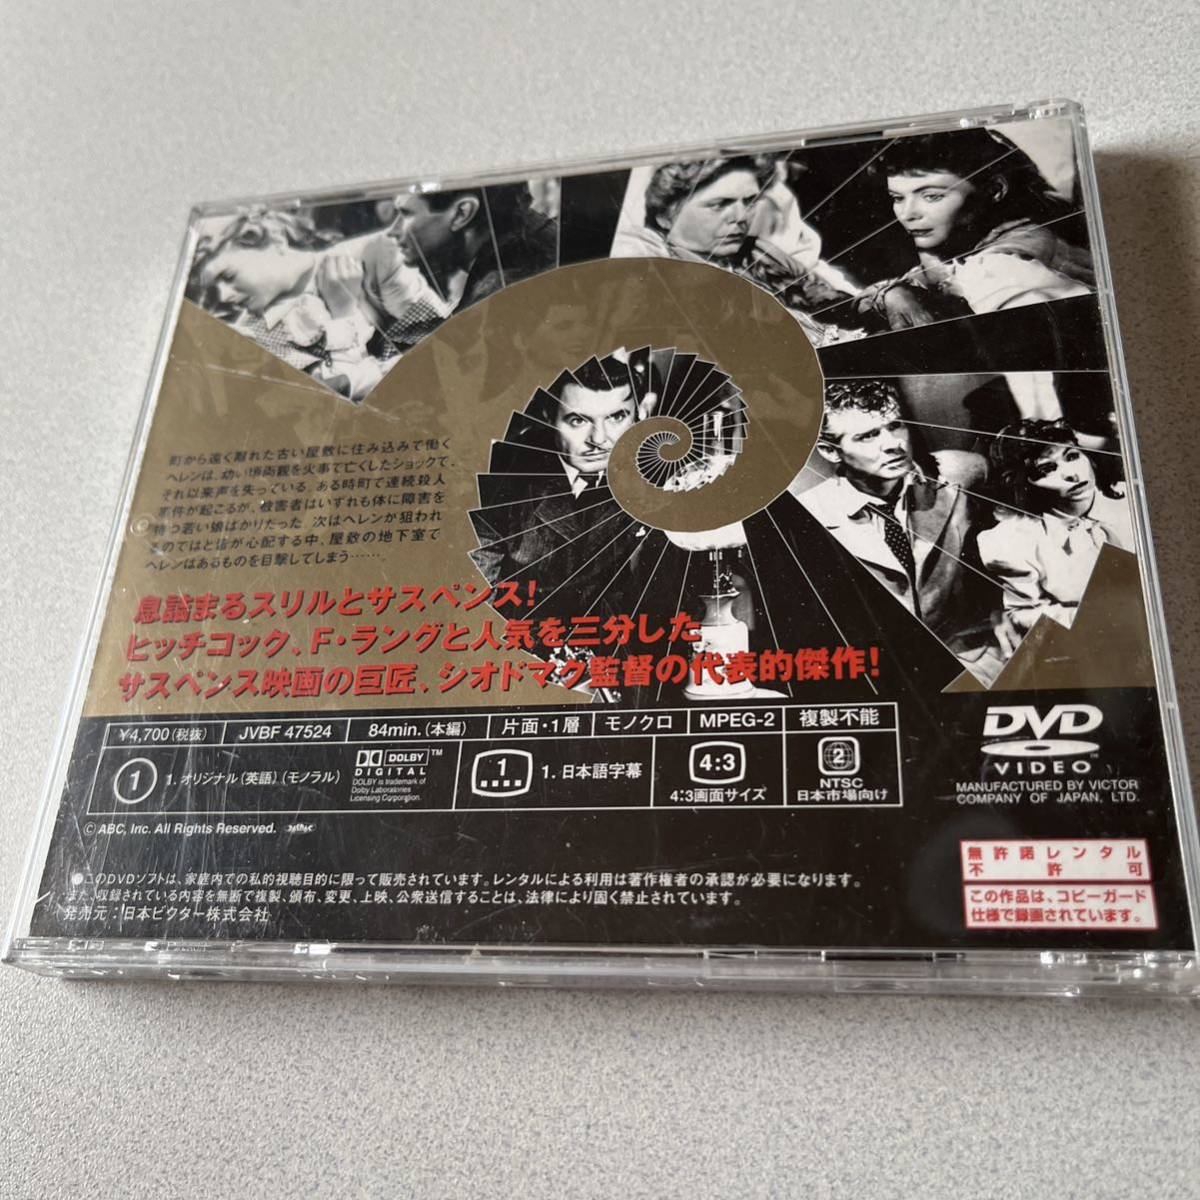 町から遠く離れた古い屋敷に住み込みで働く
ヘレンは、幼い頃両親を火事で亡くしたショックで、
それ以来声を失っている。ある時町で連続殺人
事件が起こるが、被害者はいずれも体に障害を
持つ若い娘ばかりだった。次はヘレンが狙われ
るのではと皆が心配する中、屋敷の地下室で
ヘレンはあるものを目撃してしまう……。
息詰まるスリルとサスペンス!
ヒッチコック、F・ラングと人気を三分した
サスペンス映画の巨匠、シオドマク監督の代表的傑作!
¥4,700(税抜) JVBF 47524 84min.(本編) 片面・1層 モノクロ MPEG-2 複製不能
1 1. オリジナル(英語)(モノラル)
DOLBY™
DIGITAL
DOLBY is trademark of
Dolby Laboratories
Licensing Corporation.
1 1. 日本語字幕
4:3
4:3画面サイズ
2
NTSC
日本市場向け
DVD
VIDEO™
MANUFACTURED BY VICTOR
COMPANY OF JAPAN, LTD.
© ABC, Inc. All Rights Reserved.
無許諾レンタル
不許可
この作品は、コピーガード
仕様で録画されています。
●このDVDソフトは、家庭内での私的視聴目的に限って販売されています。レンタルによる利用は著作権者の承認が必要になります。
また、収録されている内容を無断で複製、頒布、変更、上映、公衆送信することは、法律により固く禁止されています。
発売元:日本ビクター株式会社